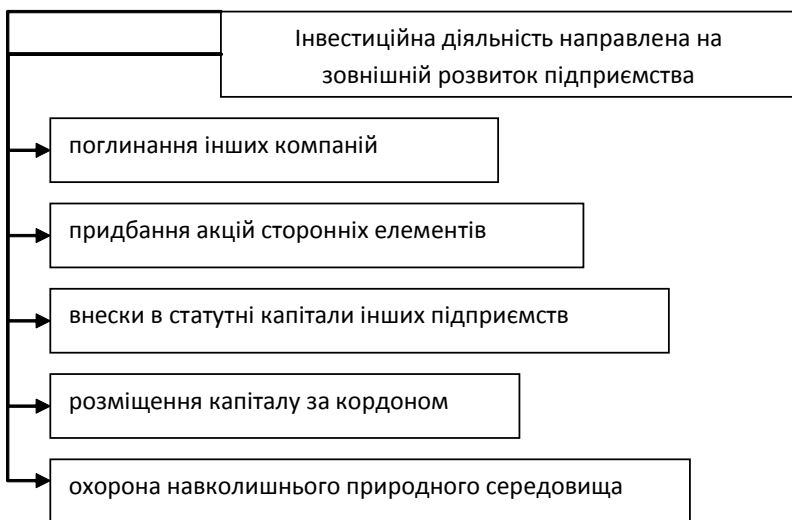 Інвестиційна діяльність направлена на
зовнішній розвиток підприємства
поглинання інших компаній
придбання акцій сторонніх елементів
внески в статутні капітали інших підприємств
розміщення капіталу за кордоном
охорона навколишнього природного середовища